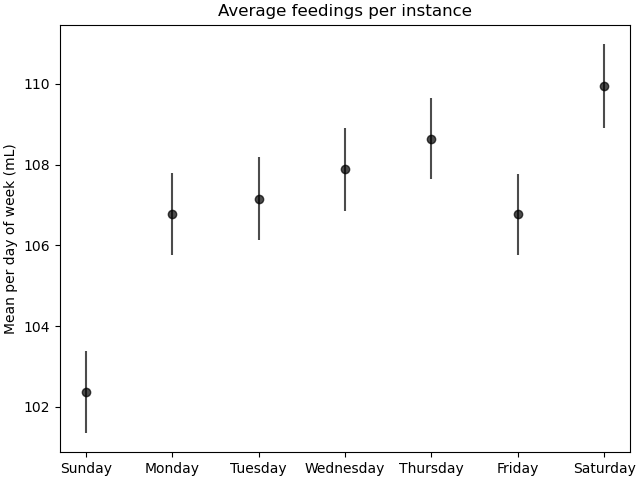 Average feedings per instance
Mean per day of week (mL)
110
108
106
104
102
Sunday Monday Tuesday Wednesday Thursday Friday Saturday